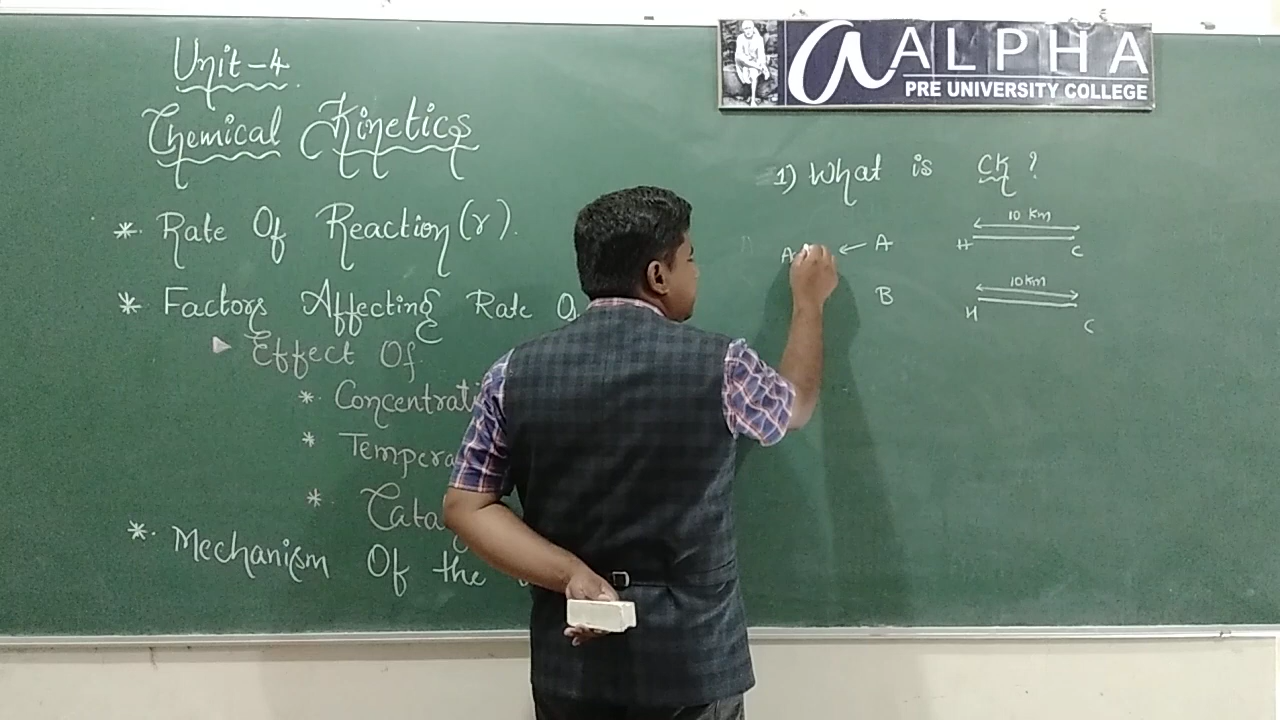 Unit-4
Chemical Kinetics
* Rate Of Reaction (r).
* Factors Affecting Rate O
Effect Of
* Concentrati
* Tempera
* Cata
* Mechanism Of the
a ALPHA
PRE UNIVERSITY COLLEGE
1) What is CK ?
10 Km
A ← A H C
10 Km
B H C